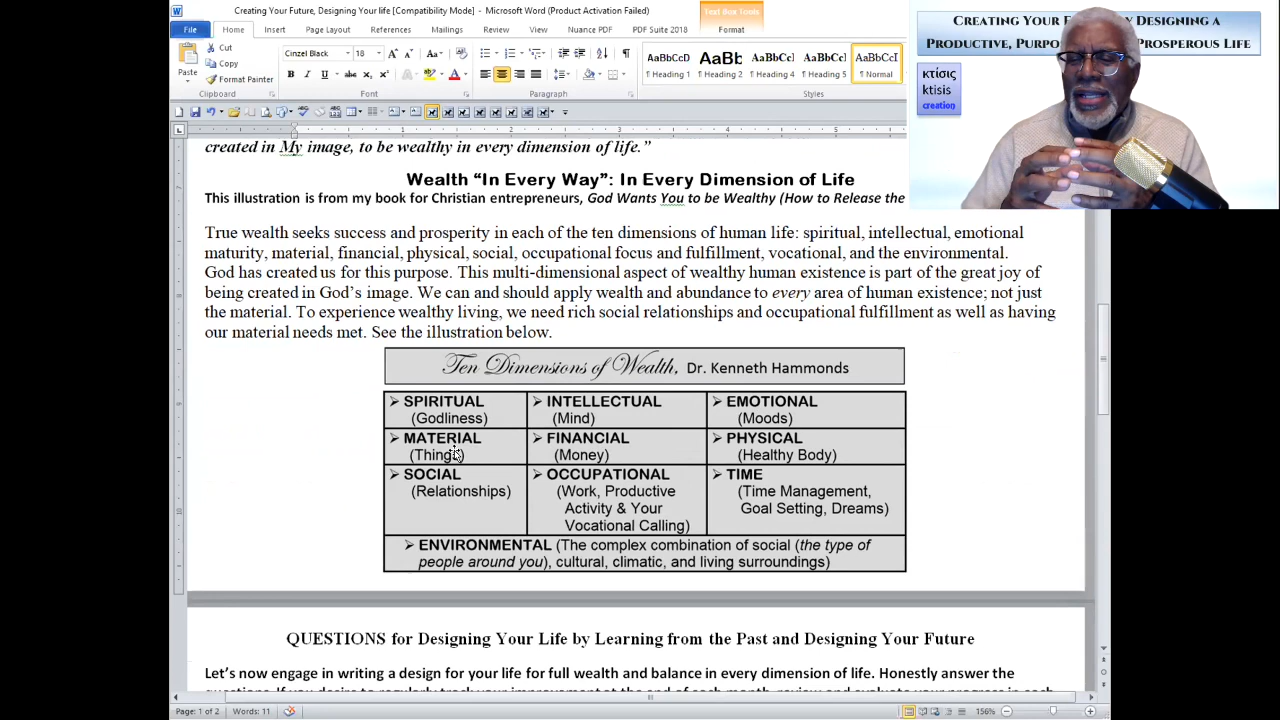 Creating Your Future, Designing Your life [Compatibility Mode] - Microsoft Word (Product Activation Failed)
Text Box Tools
File Home Insert Page Layout References Mailings Review View Nuance PDF PDF Suite 2018 Format
Cut
Copy
Format Painter
Paste
Clipboard
Cinzel Black 18
Font
Paragraph
AaBbCcD AaBb( AaBbCcl AaBbCcl AaBbCcI
¶ Heading 1 ¶ Heading 2 ¶ Heading 4 ¶ Heading 5 ¶ Normal
Styles
Creating Your F Designing a
Productive, Purpo Prosperous Life
κτίσις
ktisis
creation
1 2 3 4 5
created in My image, to be wealthy in every dimension of life.”
Wealth “In Every Way”: In Every Dimension of Life
This illustration is from my book for Christian entrepreneurs, God Wants You to be Wealthy (How to Release the
True wealth seeks success and prosperity in each of the ten dimensions of human life: spiritual, intellectual, emotional
maturity, material, financial, physical, social, occupational focus and fulfillment, vocational, and the environmental.
God has created us for this purpose. This multi-dimensional aspect of wealthy human existence is part of the great joy of
being created in God’s image. We can and should apply wealth and abundance to every area of human existence; not just
the material. To experience wealthy living, we need rich social relationships and occupational fulfillment as well as having
our material needs met. See the illustration below.
Ten Dimensions of Wealth, Dr. Kenneth Hammonds
➢ SPIRITUAL
(Godliness)
➢ INTELLECTUAL
(Mind)
➢ EMOTIONAL
(Moods)
➢ MATERIAL
(Things)
➢ FINANCIAL
(Money)
➢ PHYSICAL
(Healthy Body)
➢ SOCIAL
(Relationships)
➢ OCCUPATIONAL
(Work, Productive
Activity & Your
Vocational Calling)
➢ TIME
(Time Management,
Goal Setting, Dreams)
➢ ENVIRONMENTAL (The complex combination of social (the type of
people around you), cultural, climatic, and living surroundings)
QUESTIONS for Designing Your Life by Learning from the Past and Designing Your Future
Let’s now engage in writing a design for your life for full wealth and balance in every dimension of life. Honestly answer the
Page: 1 of 2 Words: 11 156%